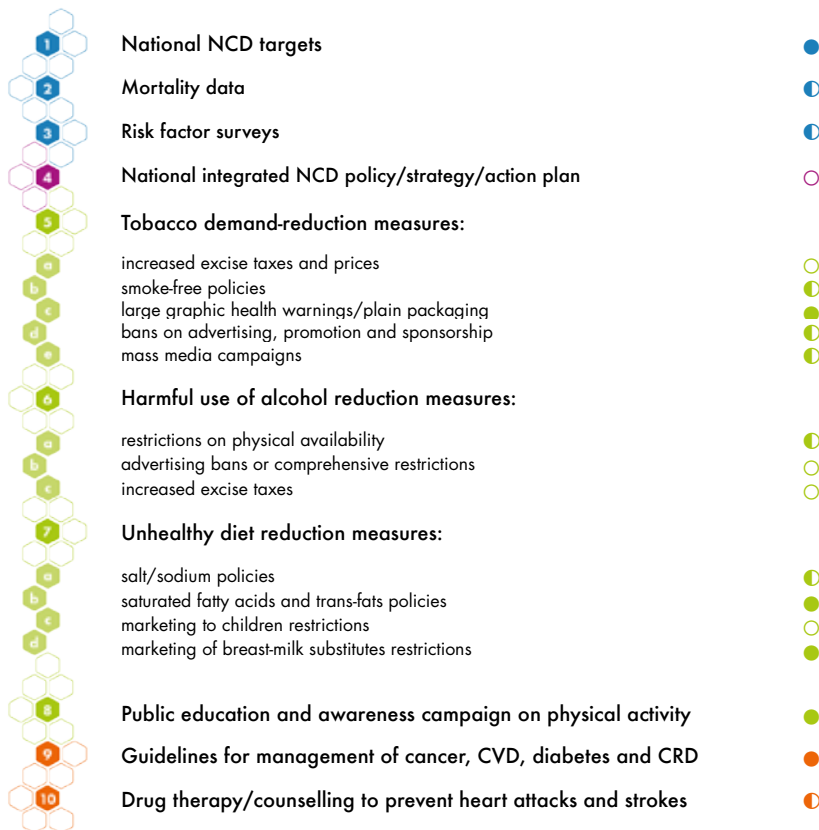 1 National NCD targets
2 Mortality data
3 Risk factor surveys
4 National integrated NCD policy/strategy/action plan
5 Tobacco demand-reduction measures:
a increased excise taxes and prices
b smoke-free policies
c large graphic health warnings/plain packaging
d bans on advertising, promotion and sponsorship
e mass media campaigns
6 Harmful use of alcohol reduction measures:
a restrictions on physical availability
b advertising bans or comprehensive restrictions
c increased excise taxes
7 Unhealthy diet reduction measures:
a salt/sodium policies
b saturated fatty acids and trans-fats policies
c marketing to children restrictions
d marketing of breast-milk substitutes restrictions
8 Public education and awareness campaign on physical activity
9 Guidelines for management of cancer, CVD, diabetes and CRD
10 Drug therapy/counselling to prevent heart attacks and strokes